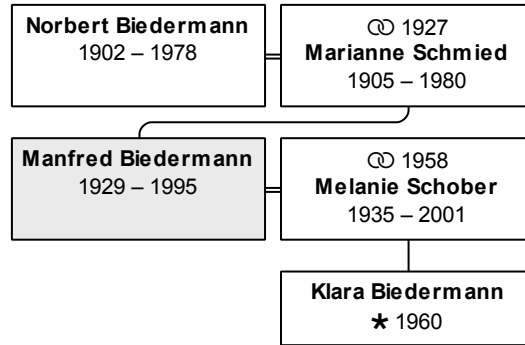 Norbert Biedermann
1902 – 1978
⚭ 1927
Marianne Schmied
1905 – 1980
Manfred Biedermann
1929 – 1995
⚭ 1958
Melanie Schober
1935 – 2001
Klara Biedermann
★ 1960